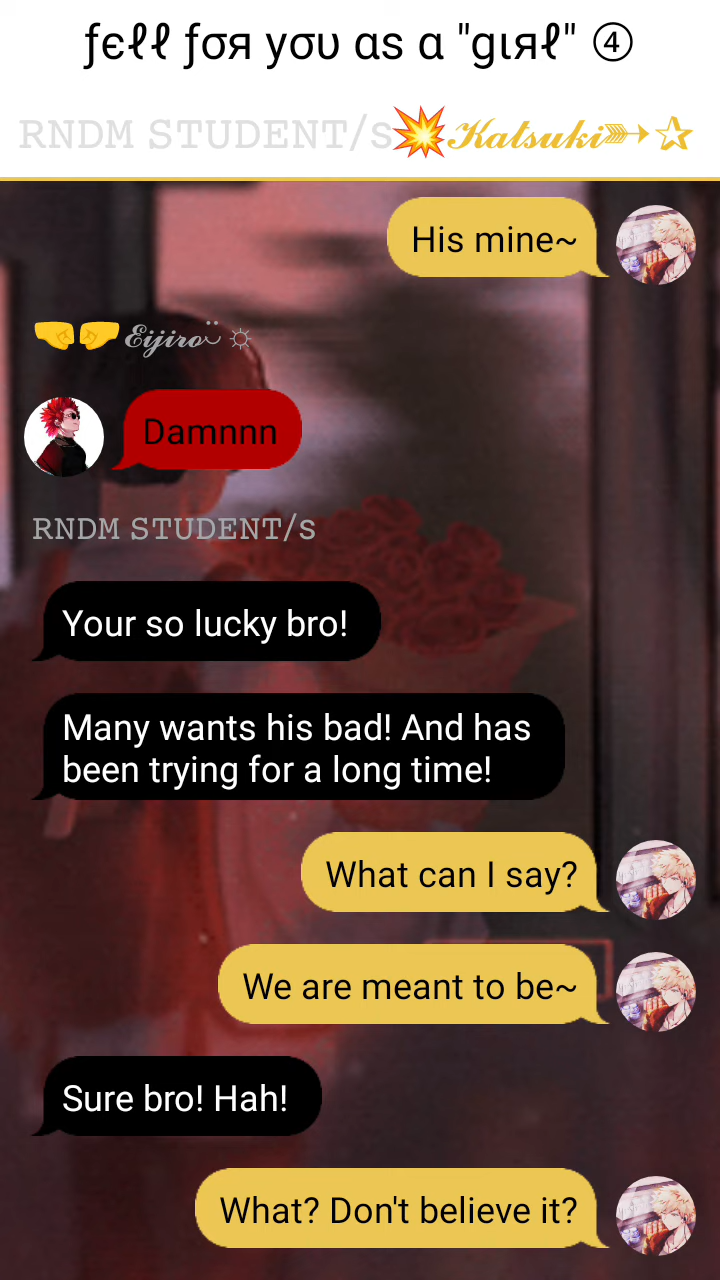 ƒєℓℓ ƒσя уσυ αѕ α "gιяℓ" ④
RNDM STUDENT/s💥𝓚𝓪𝓽𝓼𝓾𝓴𝓲➳☆
His mine~
🤛🤜𝓔𝓲𝓳𝓲𝓻𝓸⍨☼
Damnnn
RNDM STUDENT/s
Your so lucky bro!
Many wants his bad! And has
been trying for a long time!
What can I say?
We are meant to be~
Sure bro! Hah!
What? Don't believe it?